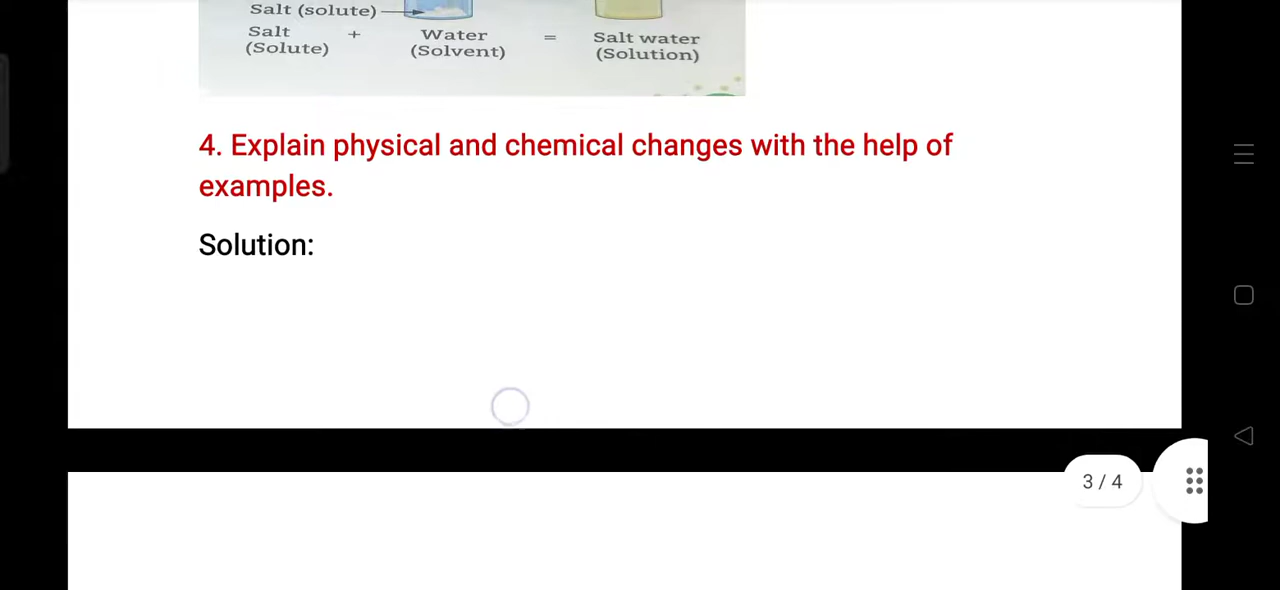 Salt (solute)
Salt + Water = Salt water
(Solute) (Solvent) (Solution)
4. Explain physical and chemical changes with the help of
examples.
Solution:
3 / 4